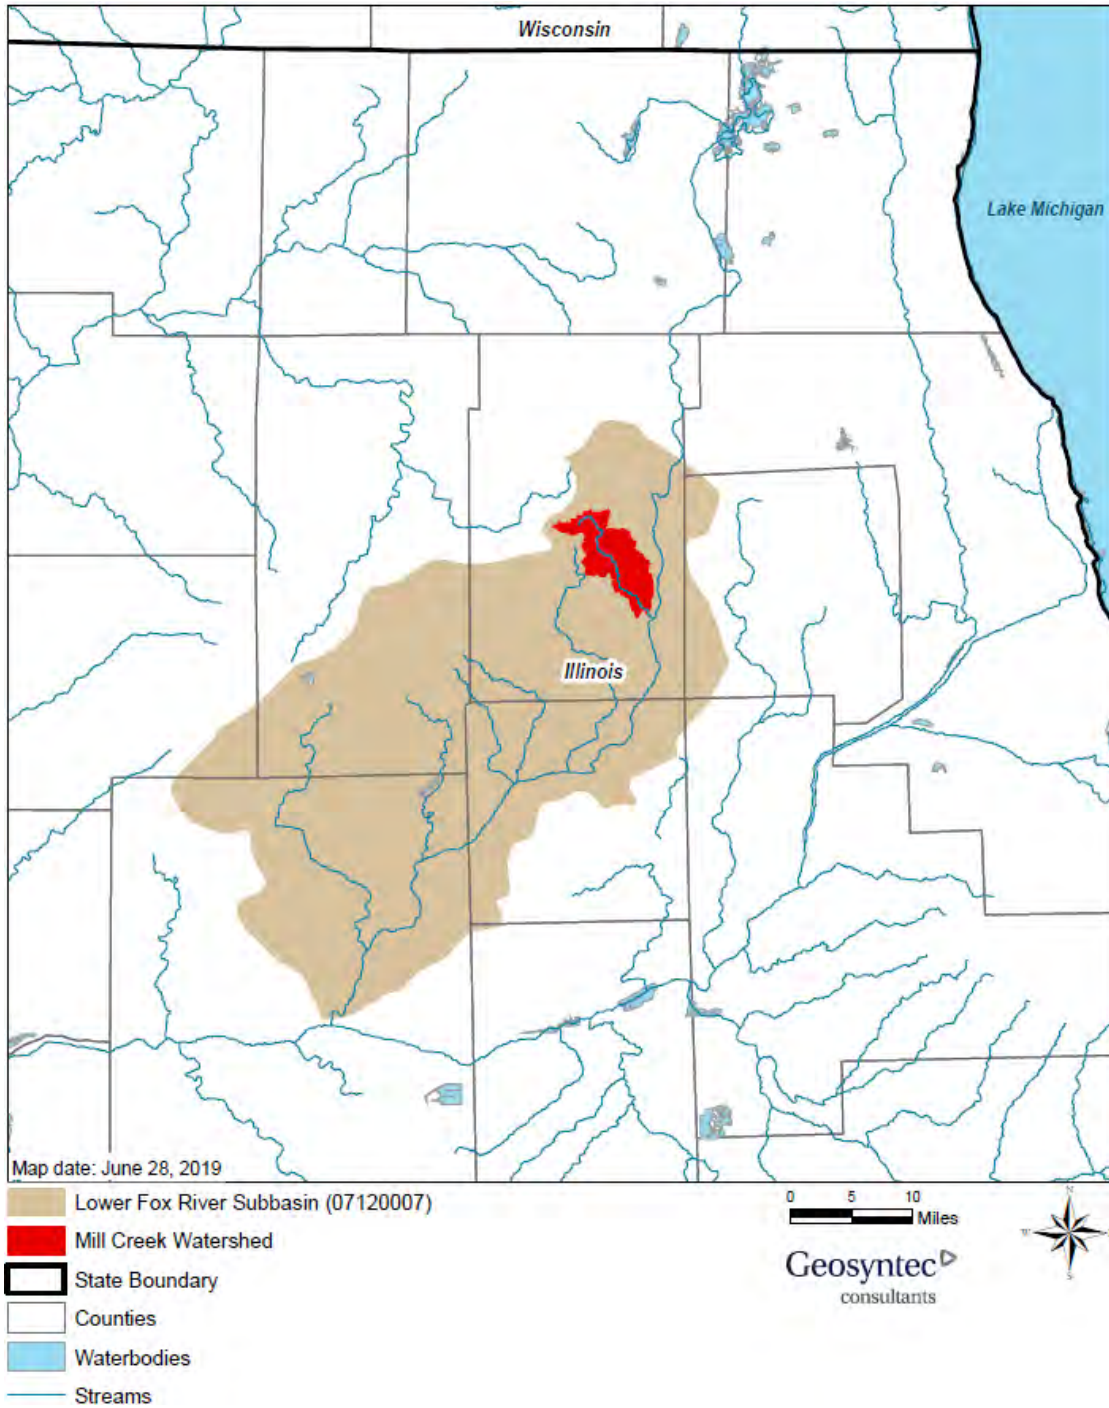 Wisconsin
Lake Michigan
Illinois
Map date: June 28, 2019
Lower Fox River Subbasin (07120007)
Mill Creek Watershed
State Boundary
Counties
Waterbodies
Streams
0 5 10
Miles
Geosyntec
consultants
N
W
S